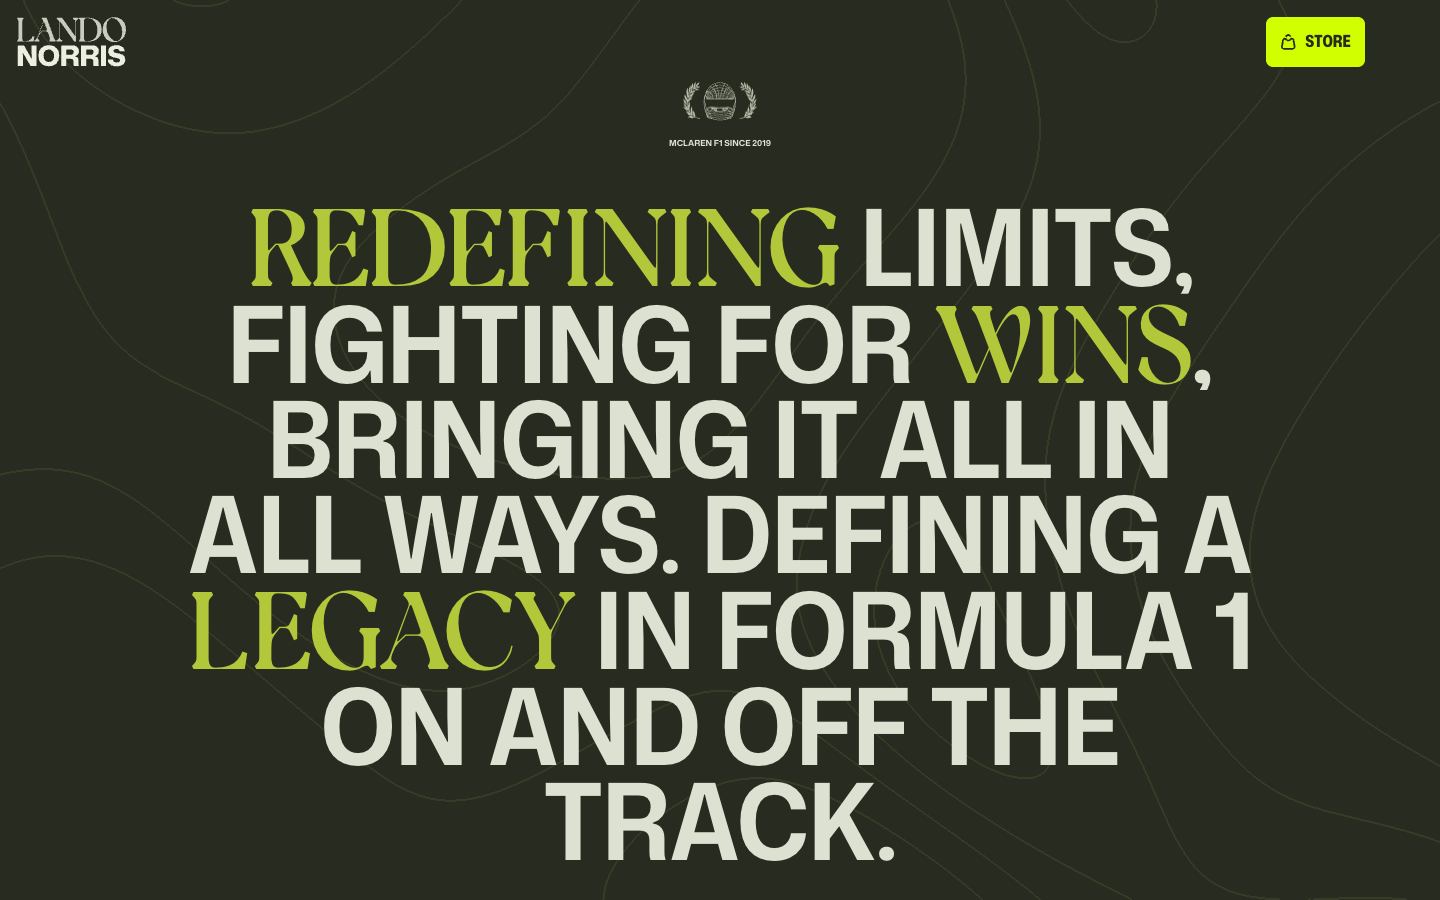 LANDO
NORRIS
STORE
MCLAREN F1 SINCE 2019
REDEFINING LIMITS,
FIGHTING FOR WINS,
BRINGING IT ALL IN
ALL WAYS. DEFINING A
LEGACY IN FORMULA 1
ON AND OFF THE
TRACK.